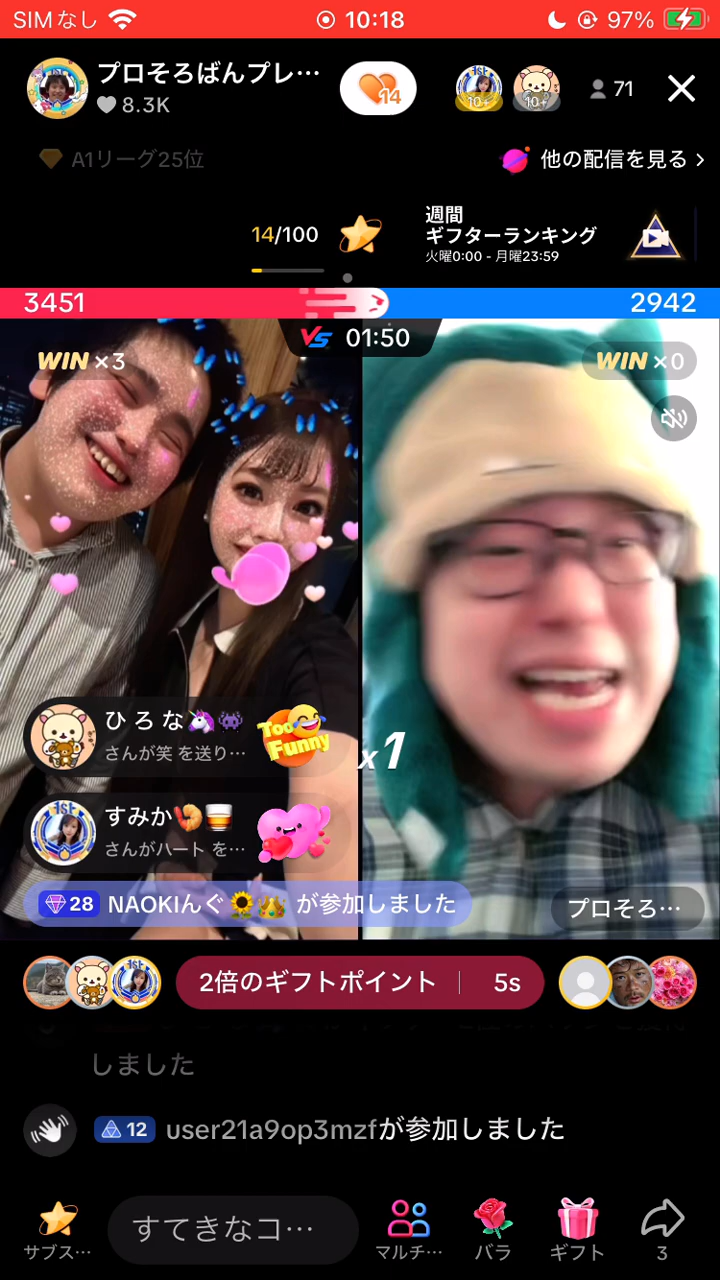 SIMなし 10:18 97%
プロそろばんプレ…
8.3K
14
1st
10+
10+
71
A1リーグ25位
他の配信を見る
14/100
週間
ギフターランキング
火曜0:00 - 月曜23:59
3451
2942
VS 01:50
WIN ×3
WIN ×0
ひ ろ な🦄👾
さんが笑 を送り…
Too Funny
x1
1st
すみか🍤🥃
さんがハート を…
28 NAOKIんぐ🌻👑 が参加しました
プロそろ…
1st
2倍のギフトポイント 5s
しました
12 user21a9op3mzfが参加しました
サブス…
すてきなコ…
マルチ…
バラ
ギフト
3